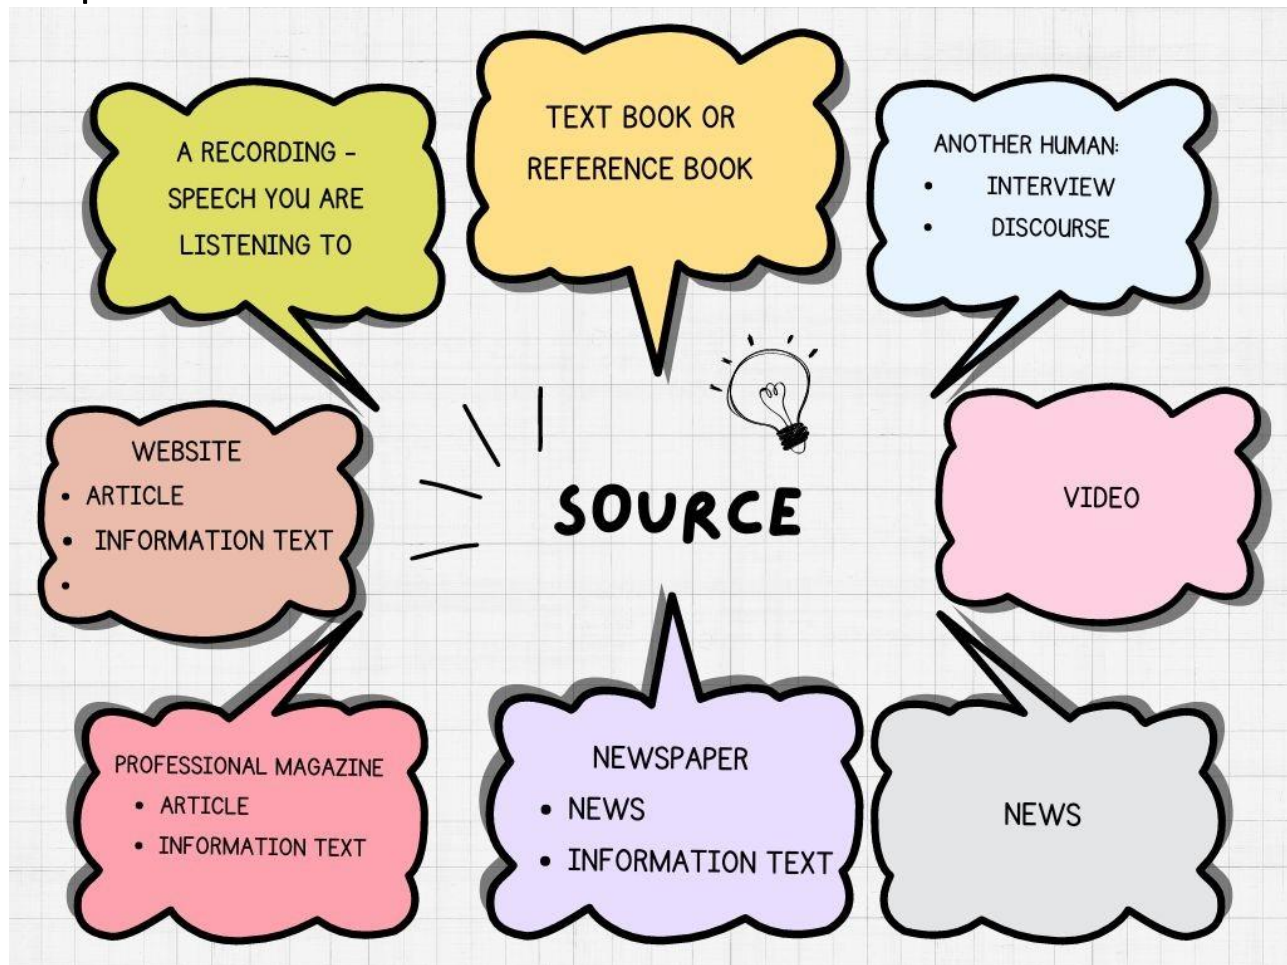 A RECORDING -
SPEECH YOU ARE
LISTENING TO
TEXT BOOK OR
REFERENCE BOOK
ANOTHER HUMAN:
• INTERVIEW
• DISCOURSE
WEBSITE
• ARTICLE
• INFORMATION TEXT
•
SOURCE
VIDEO
PROFESSIONAL MAGAZINE
• ARTICLE
• INFORMATION TEXT
NEWSPAPER
• NEWS
• INFORMATION TEXT
NEWS